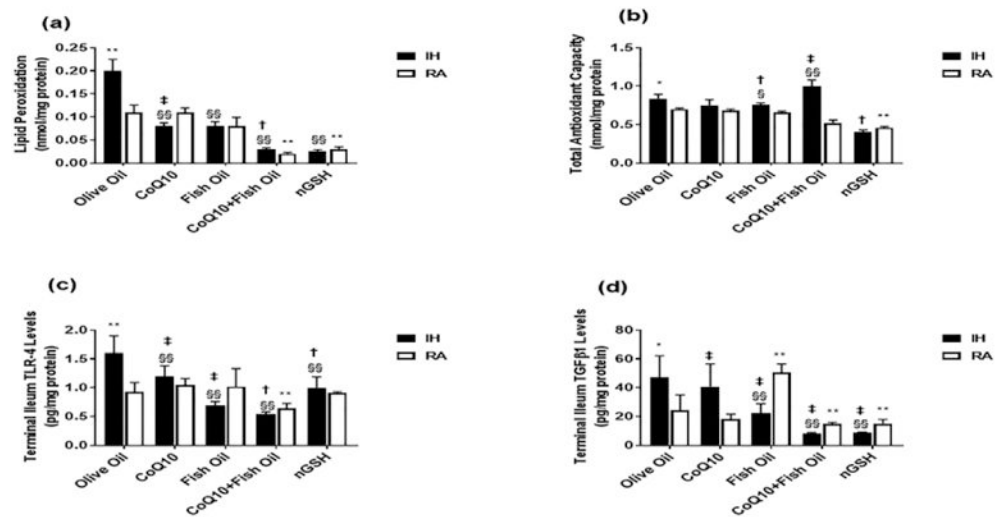 (a)
Lipid Peroxidation
(nmol/mg protein)
0.25
0.20
0.15
0.10
0.05
0.00
**
‡
§§
§§
†
§§
**
§§
**
IH
RA
Olive Oil
CoQ10
Fish Oil
CoQ10+Fish Oil
nGSH
(b)
Total Antioxidant Capacity
(nmol/mg protein
1.5
1.0
0.5
0.0
*
†
§
‡
§§
†
**
IH
RA
Olive Oil
CoQ10
Fish Oil
CoQ10+Fish Oil
nGSH
(c)
Terminal Ileum TLR-4 Levels
(pg/mg protein)
2.0
1.5
1.0
0.5
0.0
**
‡
§§
‡
§§
†
§§
**
†
§§
IH
RA
Olive Oil
CoQ10
Fish Oil
CoQ10+Fish Oil
nGSH
(d)
Terminal Ileum TGFβ1 Levels
(pg/mg protein)
80
60
40
20
0
*
‡
‡
§§
**
‡
§§
**
‡
§§
**
IH
RA
Olive Oil
CoQ10
Fish Oil
CoQ10+Fish Oil
nGSH